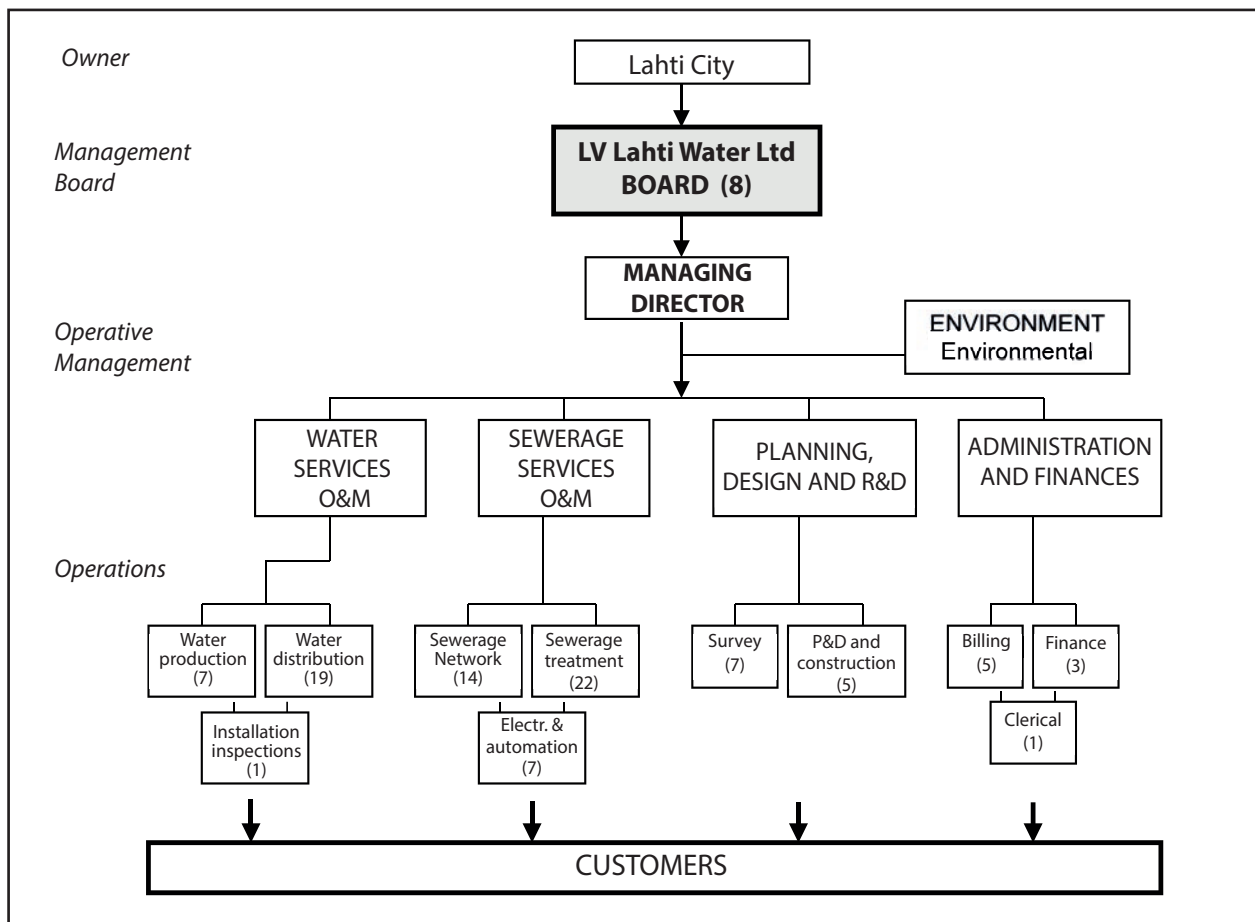 Owner
Lahti City
Management
Board
LV Lahti Water Ltd
BOARD (8)
MANAGING
DIRECTOR
Operative
Management
ENVIRONMENT
Environmental
WATER
SERVICES
O&M
SEWERAGE
SERVICES
O&M
PLANNING,
DESIGN AND R&D
ADMINISTRATION
AND FINANCES
Operations
Water
production
(7)
Water
distribution
(19)
Installation
inspections
(1)
Sewerage
Network
(14)
Sewerage
treatment
(22)
Electr. &
automation
(7)
Survey
(7)
P&D and
construction
(5)
Billing
(5)
Finance
(3)
Clerical
(1)
CUSTOMERS